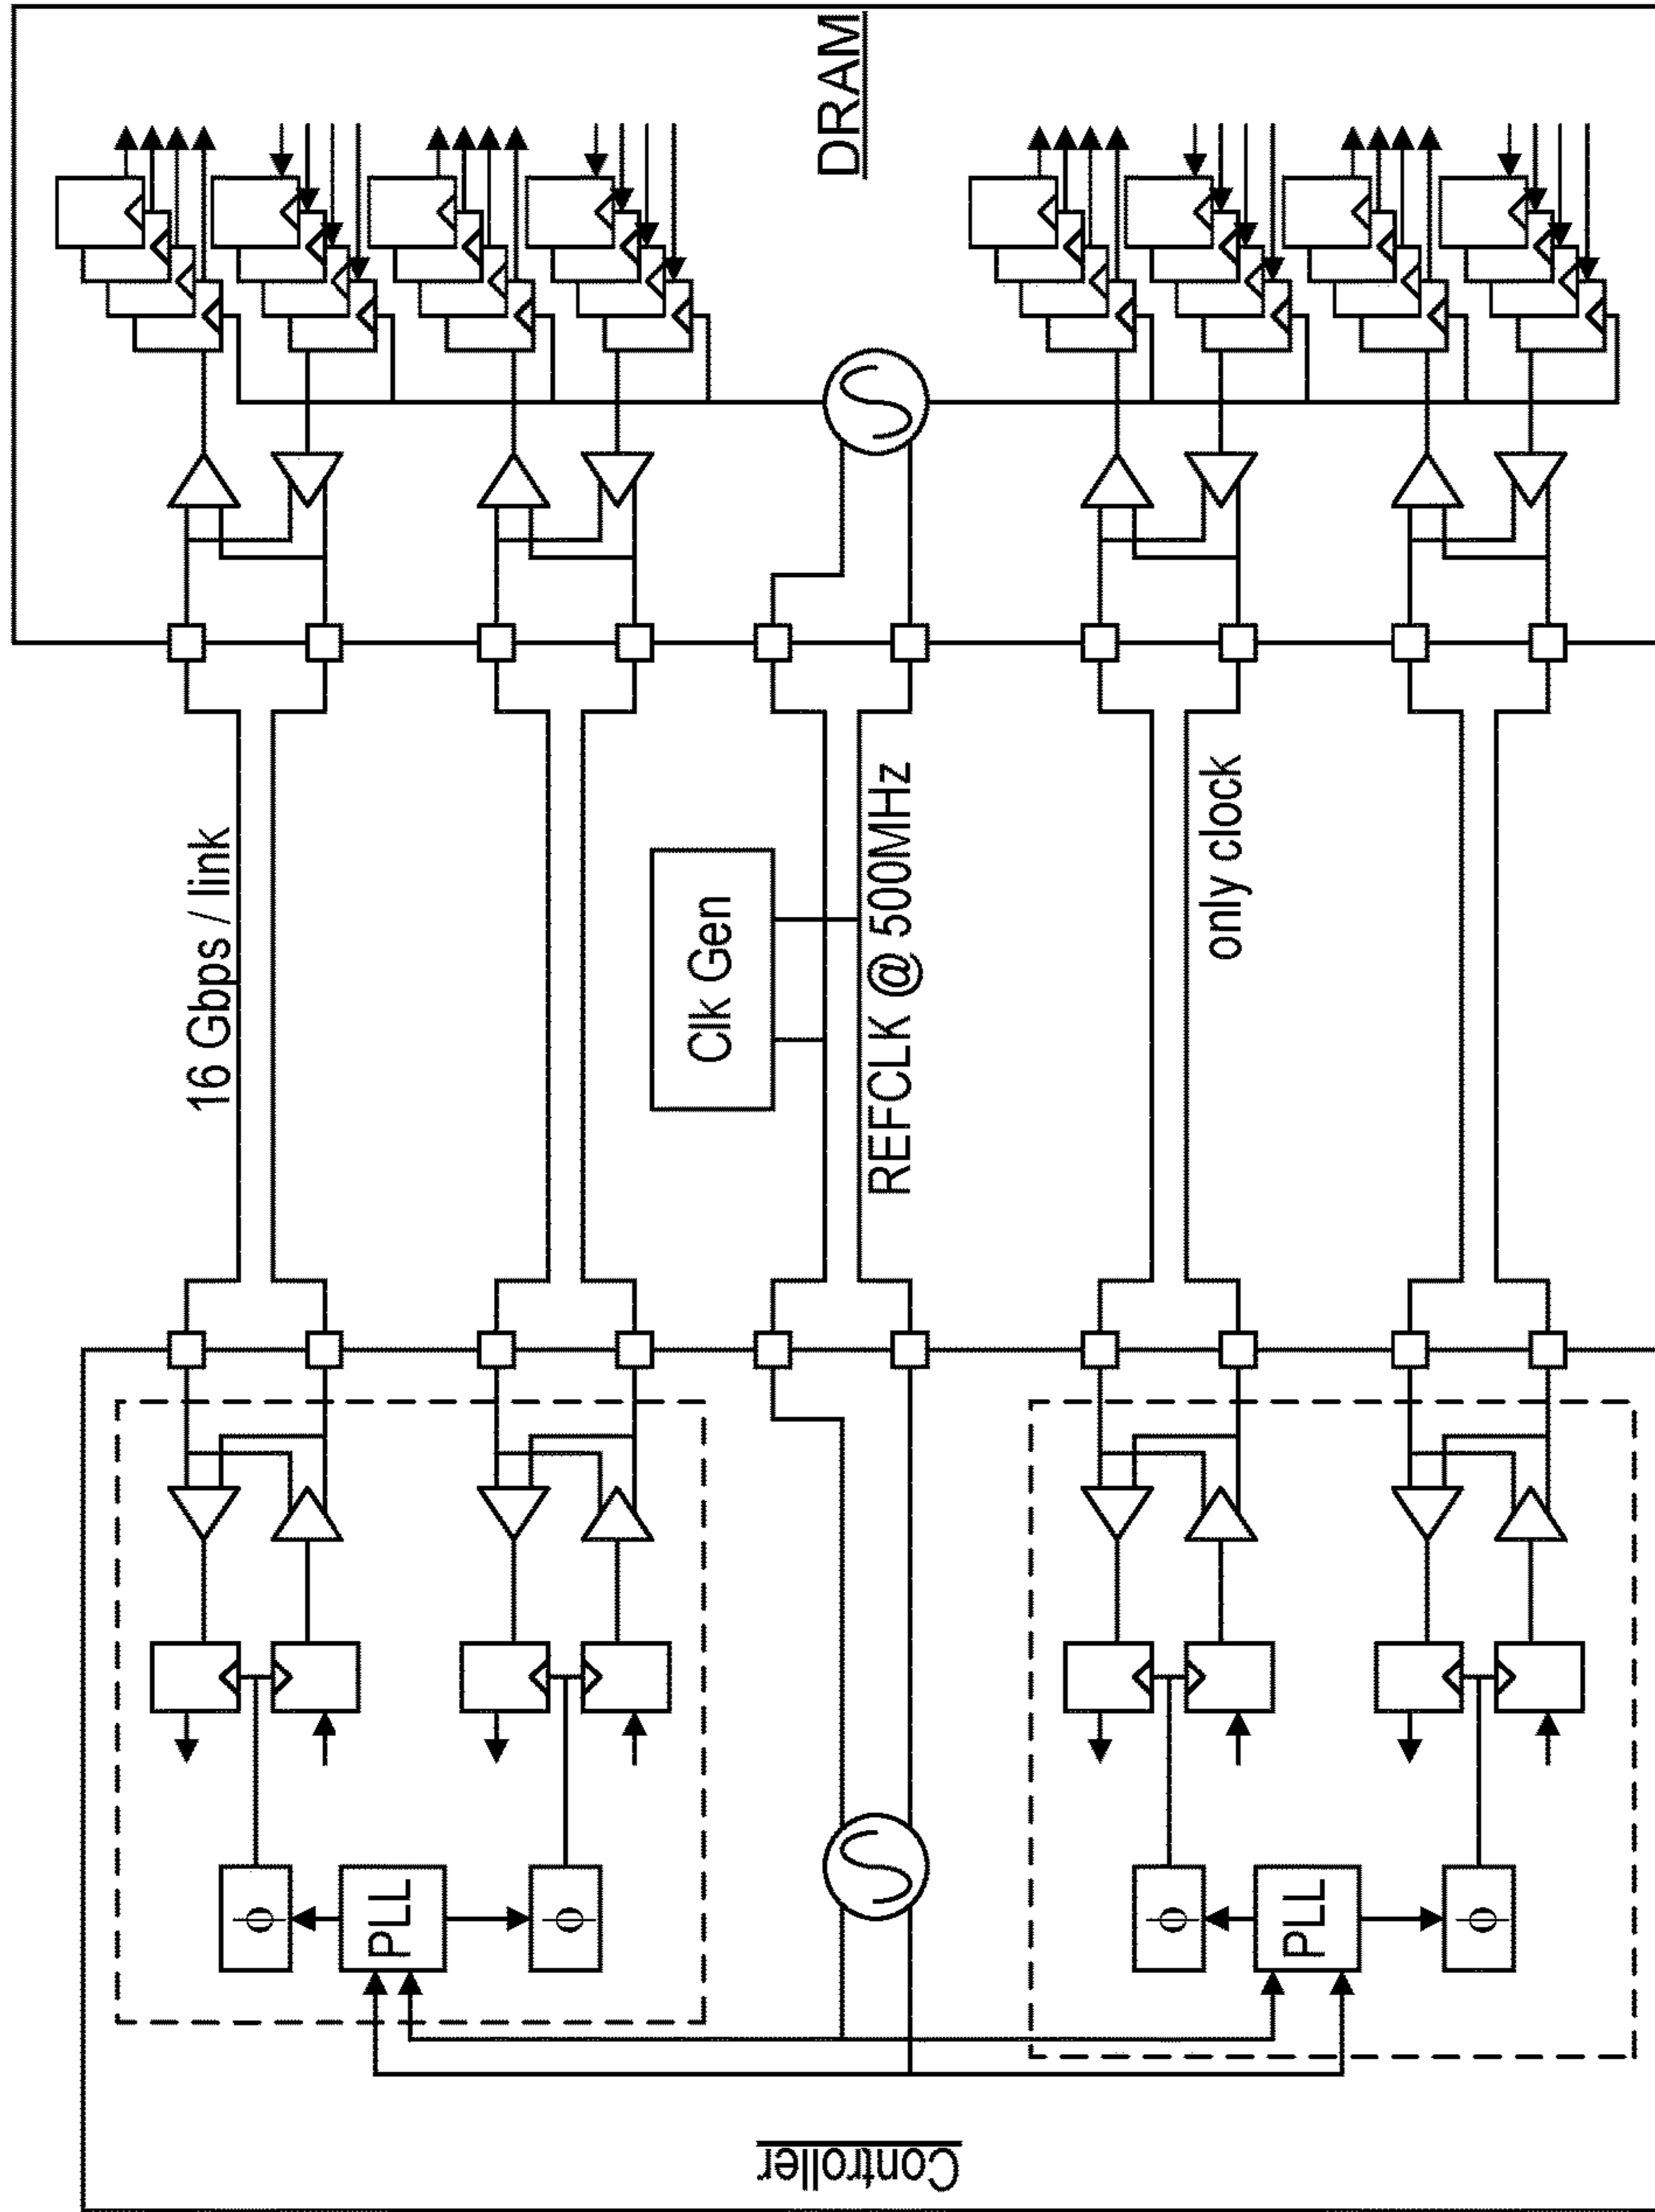 DRAM
16 Gbps / link
Clk Gen
REFCLK @ 500MHz
only clock
ϕ
PLL
ϕ
ϕ
PLL
ϕ
Controller